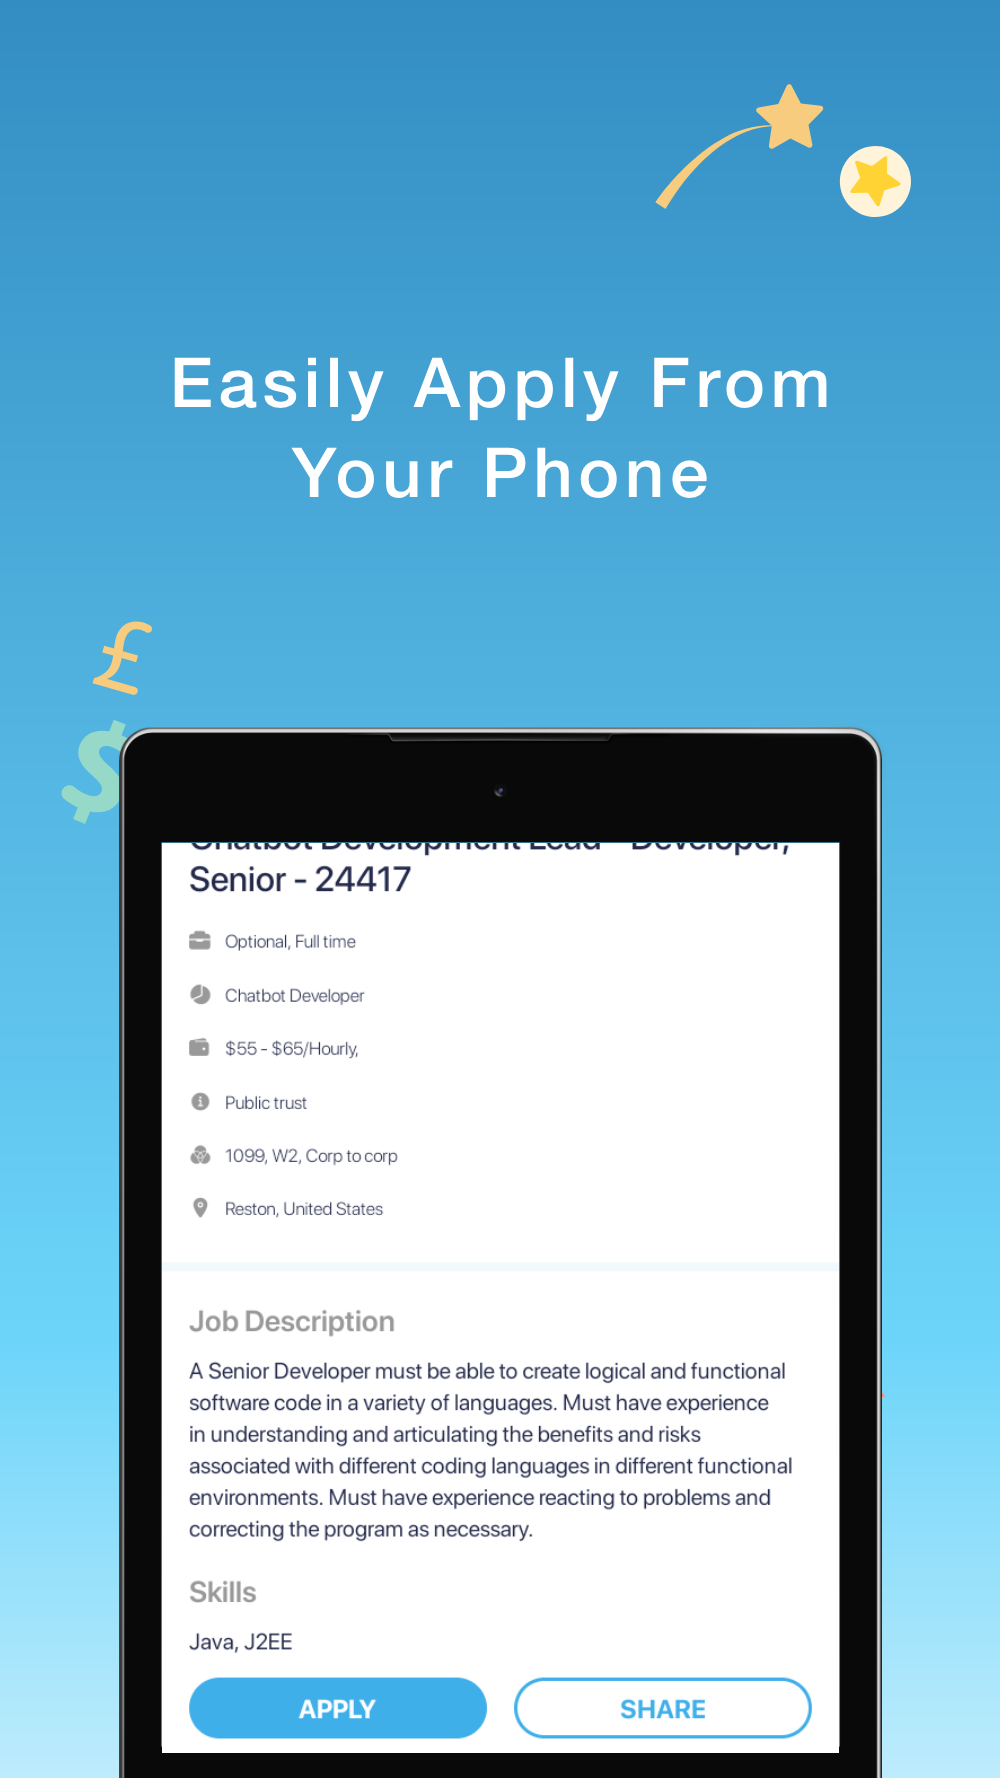 Easily Apply From
Your Phone
£
$
Chatbot Development Lead - Developer,
Senior - 24417
Optional, Full time
Chatbot Developer
$55 - $65/Hourly,
Public trust
1099, W2, Corp to corp
Reston, United States
Job Description
A Senior Developer must be able to create logical and functional
software code in a variety of languages. Must have experience
in understanding and articulating the benefits and risks
associated with different coding languages in different functional
environments. Must have experience reacting to problems and
correcting the program as necessary.
Skills
Java, J2EE
APPLY
SHARE